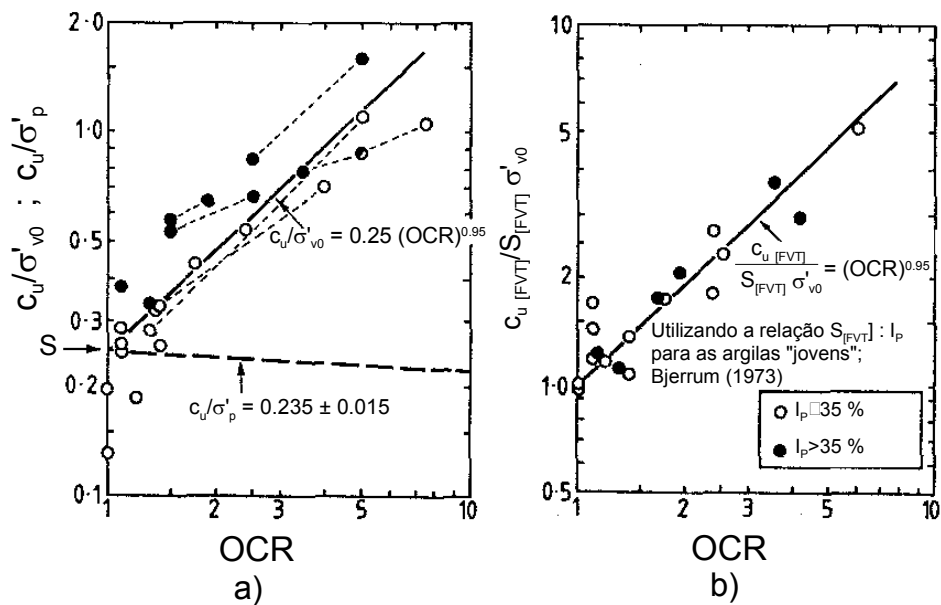 2·0
1·0
0·5
0·3
0·2
0·1
c_u/σ'_v0 ; c_u/σ'_p
S
c_u/σ'_v0 = 0.25 (OCR)^0.95
c_u/σ'_p = 0.235 ± 0.015
1 2 3 5 10
OCR
a)
10
5
2
1·0
0·5
c_u [FVT]/S_[FVT] σ'_v0
c_u [FVT]
S_[FVT] σ'_v0 = (OCR)^0.95
Utilizando a relação S_[FVT] : I_P
para as argilas "jovens";
Bjerrum (1973)
I_P□35 %
I_P>35 %
1 2 3 5 10
OCR
b)